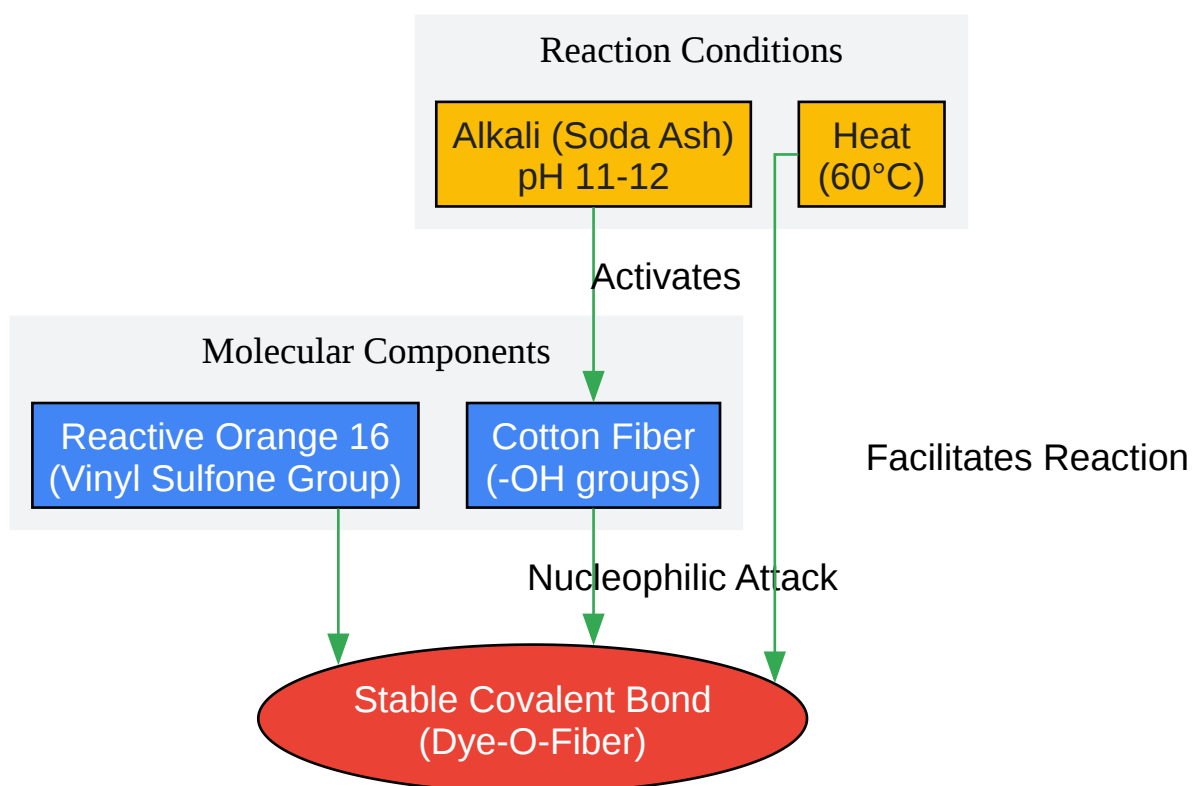 Reaction Conditions
Alkali (Soda Ash)
pH 11-12
Heat
(60°C)
Activates
Molecular Components
Reactive Orange 16
(Vinyl Sulfone Group)
Cotton Fiber
(-OH groups)
Facilitates Reaction
Nucleophilic Attack
Stable Covalent Bond
(Dye-O-Fiber)